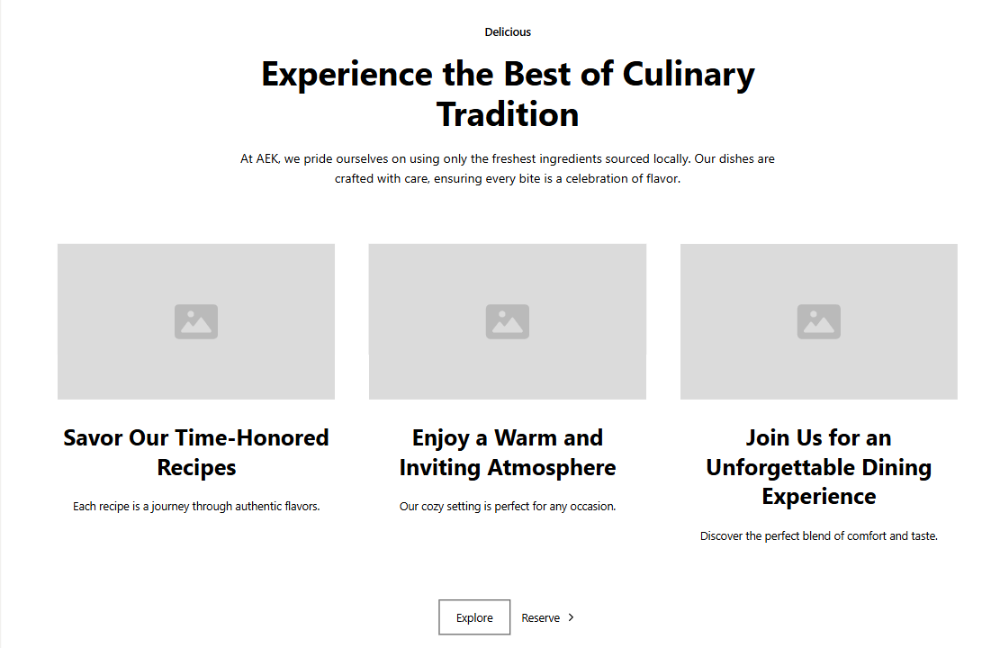 Delicious
Experience the Best of Culinary
Tradition
At AEK, we pride ourselves on using only the freshest ingredients sourced locally. Our dishes are
crafted with care, ensuring every bite is a celebration of flavor.
Savor Our Time-Honored
Recipes
Each recipe is a journey through authentic flavors.
Enjoy a Warm and
Inviting Atmosphere
Our cozy setting is perfect for any occasion.
Join Us for an
Unforgettable Dining
Experience
Discover the perfect blend of comfort and taste.
Explore
Reserve